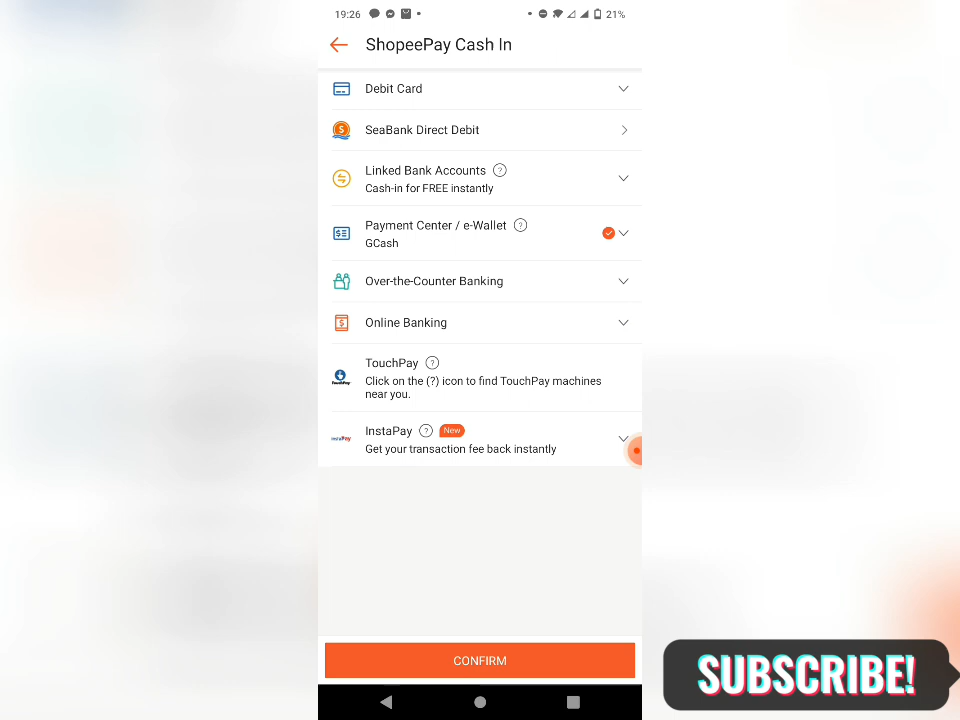 19:26
21%
ShopeePay Cash In
Debit Card
SeaBank Direct Debit
Linked Bank Accounts ?
Cash-in for FREE instantly
Payment Center / e-Wallet ?
GCash
Over-the-Counter Banking
Online Banking
TouchPay
TouchPay ?
Click on the (?) icon to find TouchPay machines
near you.
InstaPay
InstaPay ? New
Get your transaction fee back instantly
CONFIRM
SUBSCRIBE!